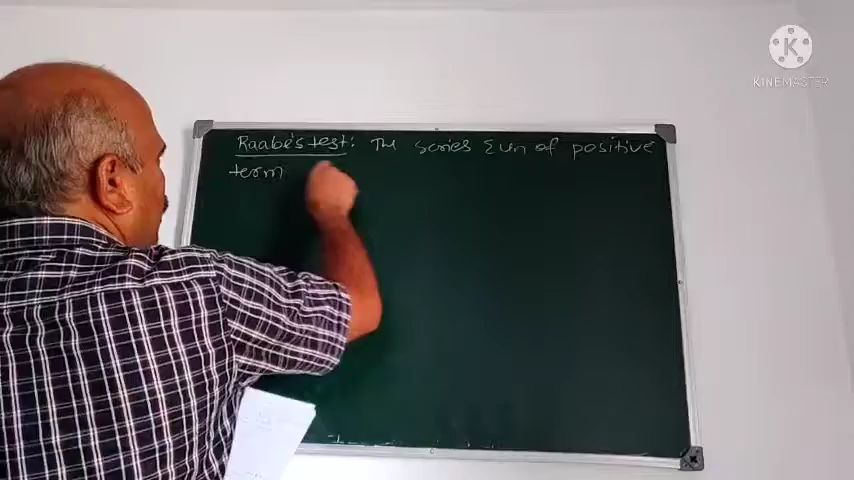 Raabe's test: The series Σun of positive
term
K
KINEMASTER